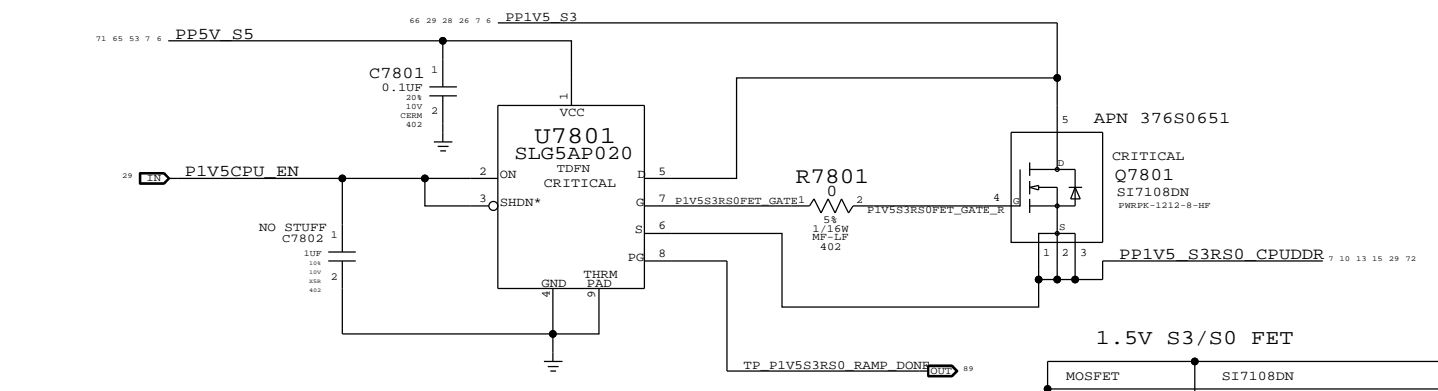 66 29 28 26 7 6 PP1V5_S3
71 65 53 7 6 PP5V_S5
C7801 1
0.1UF
20%
10V
CERM
402
2
1
VCC
U7801
SLG5AP020
TDFN
CRITICAL
29 IN P1V5CPU_EN
2 ON
3 SHDN*
D 5
G 7 P1V5S3RS0FET_GATE
S 6
PG 8
GND
4
THRM
PAD
9
NO STUFF
C7802 1
1UF
10%
10V
X5R
402
2
R7801
1 0 2
5%
1/16W
MF-LF
402
P1V5S3RS0FET_GATE_R
APN 376S0651
5
D
4 G
S
1 2 3
CRITICAL
Q7801
SI7108DN
PWRPK-1212-8-HF
PP1V5_S3RS0_CPUDDR 7 10 13 15 29 72
TP_P1V5S3RS0_RAMP_DONE OUT 89
1.5V S3/S0 FET
MOSFET SI7108DN